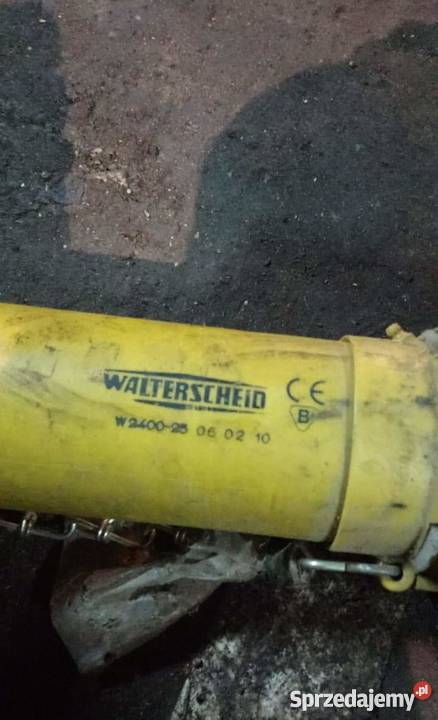 WALTERSCHEID
CE
W2400-25 06 02 10
B
Sprzedajemy.pl